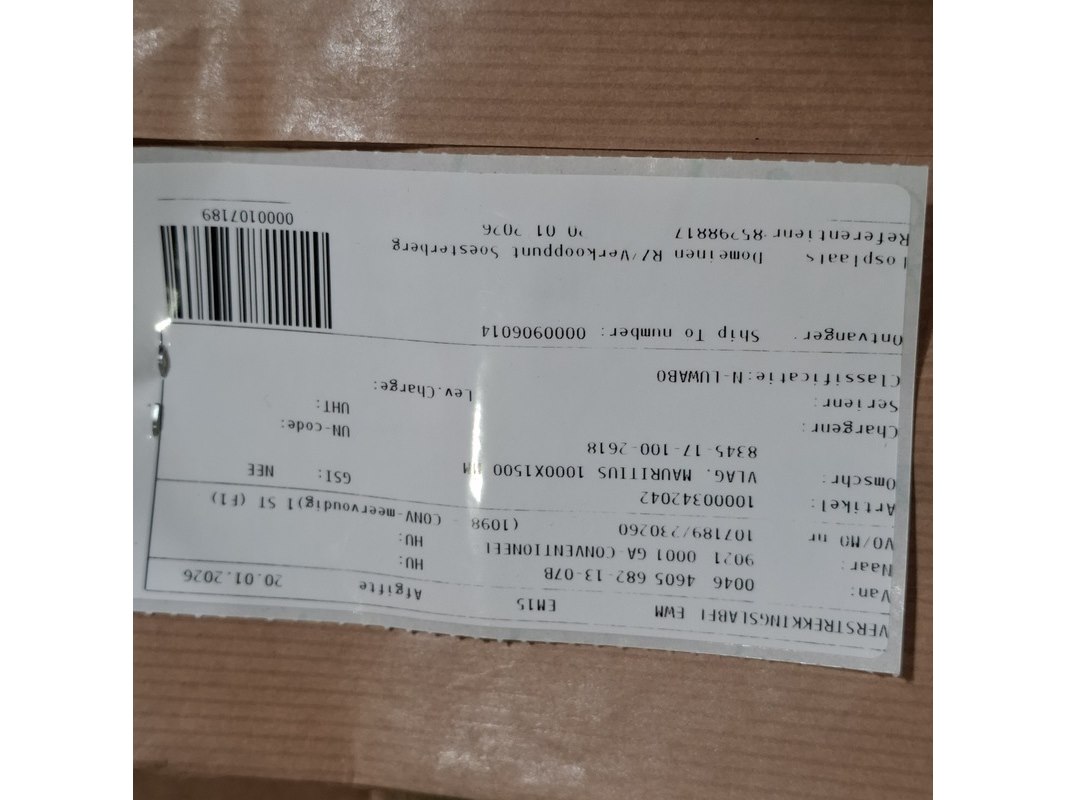 VERSTREKKINGSLABEL EWM EM15 Afgifte 20.01.2026
Van: 0046 4605 682-13-07B HU:
Naar: 9021 0001 GA-CONVENTIONEEL HU:
VO/MO nr 107189/230260 (1098 CONV-meervoudig)1 ST (F1)
Artikel: 10000342042
Omschr: VLAG. MAURITIUS 1000X1500 MM GSI: NEE
8345-17-100-2618
Chargenr: UN-code:
Serienr: Lev.Charge: UHT:
Classificatie:N-LUWABO
Ontvanger: Ship To number: 0000906014
Losplaats Domeinen RZ/Verkooppunt Soesterberg
Referentienr:85298817 20.01.2026
0000107189